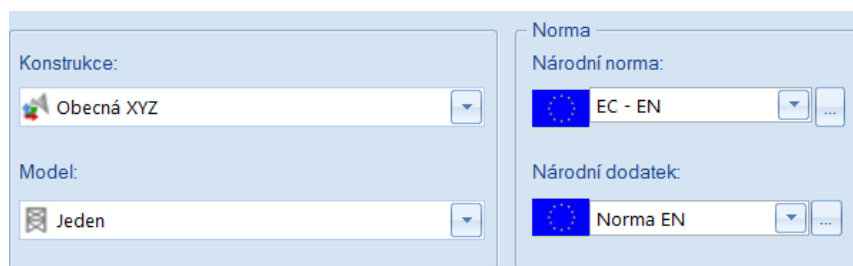 Konstrukce:
Obecná XYZ
Model:
Jeden
Norma
Národní norma:
EC - EN
...
Národní dodatek:
Norma EN
...